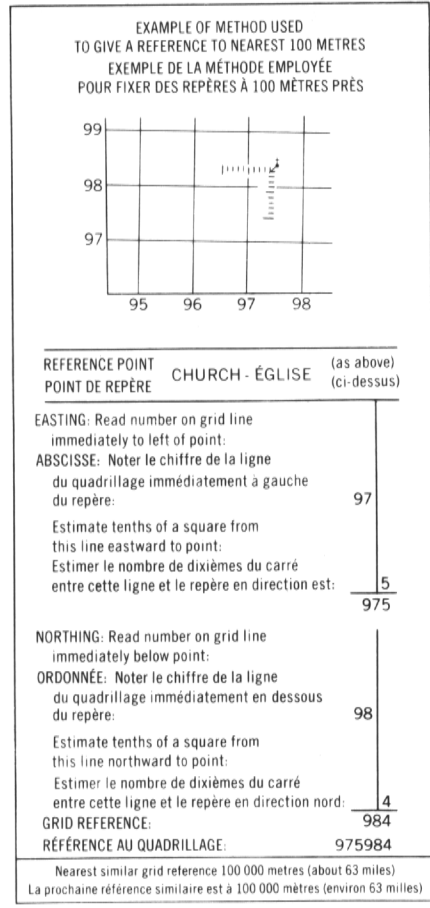 EXAMPLE OF METHOD USED
TO GIVE A REFERENCE TO NEAREST 100 METRES
EXEMPLE DE LA MÉTHODE EMPLOYÉE
POUR FIXER DES REPÈRES À 100 MÈTRES PRÈS
99
98
97
95 96 97 98
REFERENCE POINT
POINT DE REPÈRE
CHURCH - ÉGLISE
(as above)
(ci-dessus)
EASTING: Read number on grid line
immediately to left of point:
ABSCISSE: Noter le chiffre de la ligne
du quadrillage immédiatement à gauche
du repère: 97
Estimate tenths of a square from
this line eastward to point:
Estimer le nombre de dixièmes du carré
entre cette ligne et le repère en direction est: 5
975
NORTHING: Read number on grid line
immediately below point:
ORDONNÉE: Noter le chiffre de la ligne
du quadrillage immédiatement en dessous
du repère: 98
Estimate tenths of a square from
this line northward to point:
Estimer le nombre de dixièmes du carré
entre cette ligne et le repère en direction nord: 4
GRID REFERENCE: 984
RÉFÉRENCE AU QUADRILLAGE: 975984
Nearest similar grid reference 100 000 metres (about 63 miles)
La prochaine référence similaire est à 100 000 mètres (environ 63 milles)